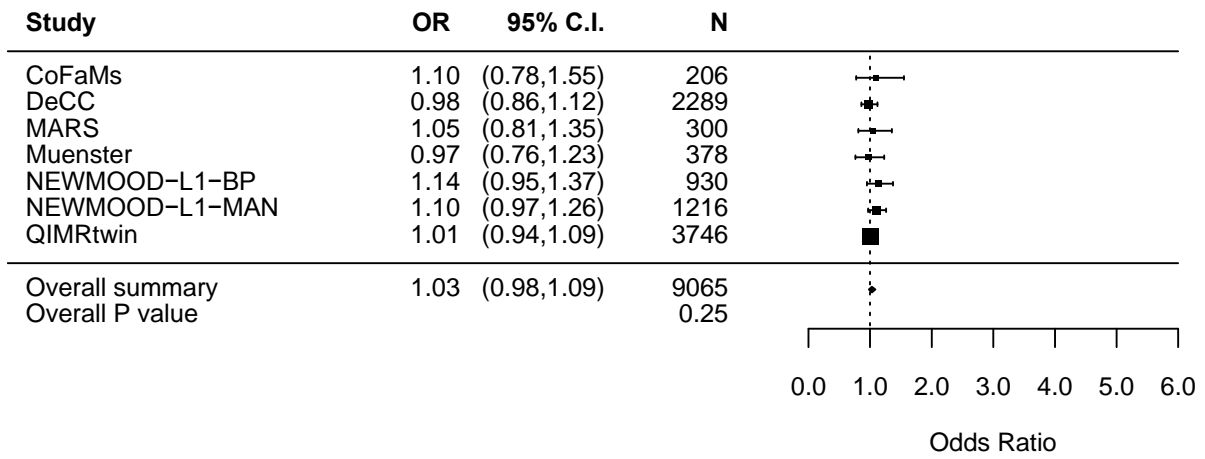 Study OR 95% C.I. N
CoFaMs 1.10 (0.78,1.55) 206
DeCC 0.98 (0.86,1.12) 2289
MARS 1.05 (0.81,1.35) 300
Muenster 0.97 (0.76,1.23) 378
NEWMOOD−L1−BP 1.14 (0.95,1.37) 930
NEWMOOD−L1−MAN 1.10 (0.97,1.26) 1216
QIMRtwin 1.01 (0.94,1.09) 3746
Overall summary 1.03 (0.98,1.09) 9065
Overall P value 0.25
0.0 1.0 2.0 3.0 4.0 5.0 6.0
Odds Ratio